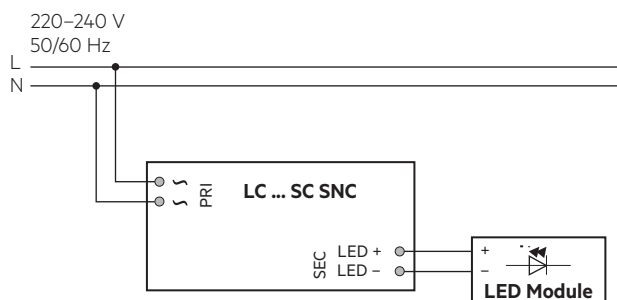 220–240 V
50/60 Hz
L
N
~ PRI
~
LC ... SC SNC
SEC
LED +
LED –
+
–
LED Module